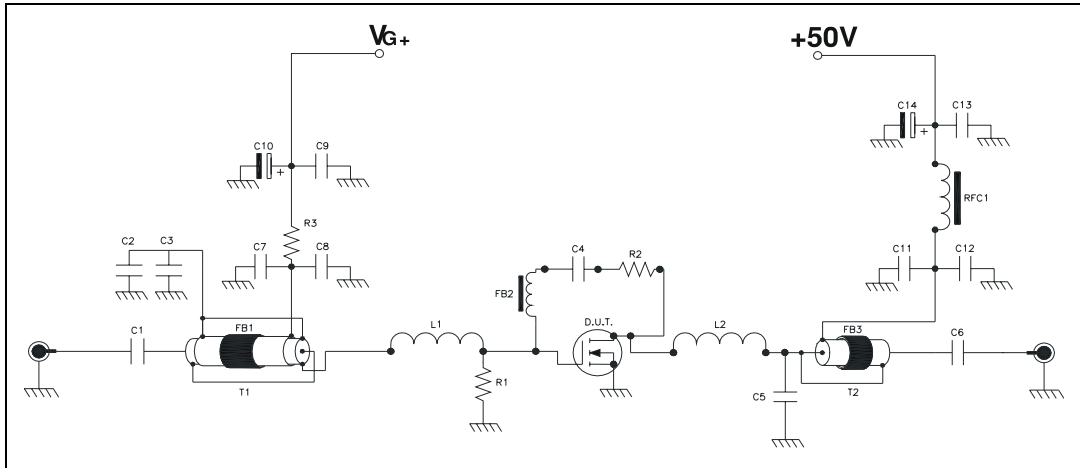 VG+
+50V
C14
C13
C10
C9
RFC1
R3
C2
C3
C7
C8
C4
R2
C11
C12
FB2
C1
FB1
L1
D.U.T.
L2
FB3
C6
R1
T1
C5
T2
+
+